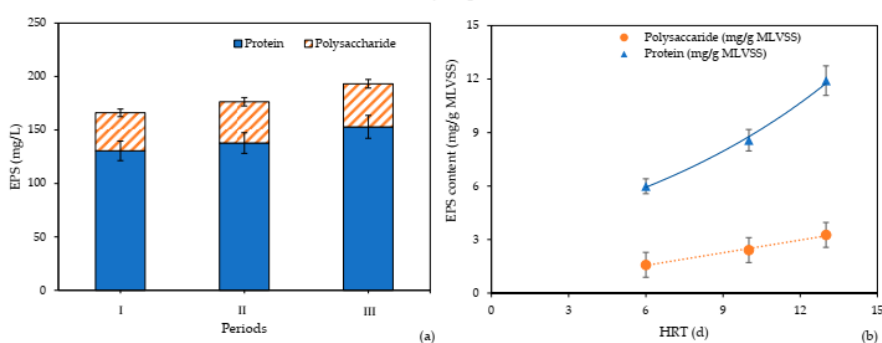 250
200
150
100
50
0
EPS (mg/L)
Protein
Polysaccharide
I
II
III
Periods
(a)
15
12
9
6
3
0
EPS content (mg/g MLVSS)
Polysaccaride (mg/g MLVSS)
Protein (mg/g MLVSS)
0
3
6
9
12
15
HRT (d)
(b)